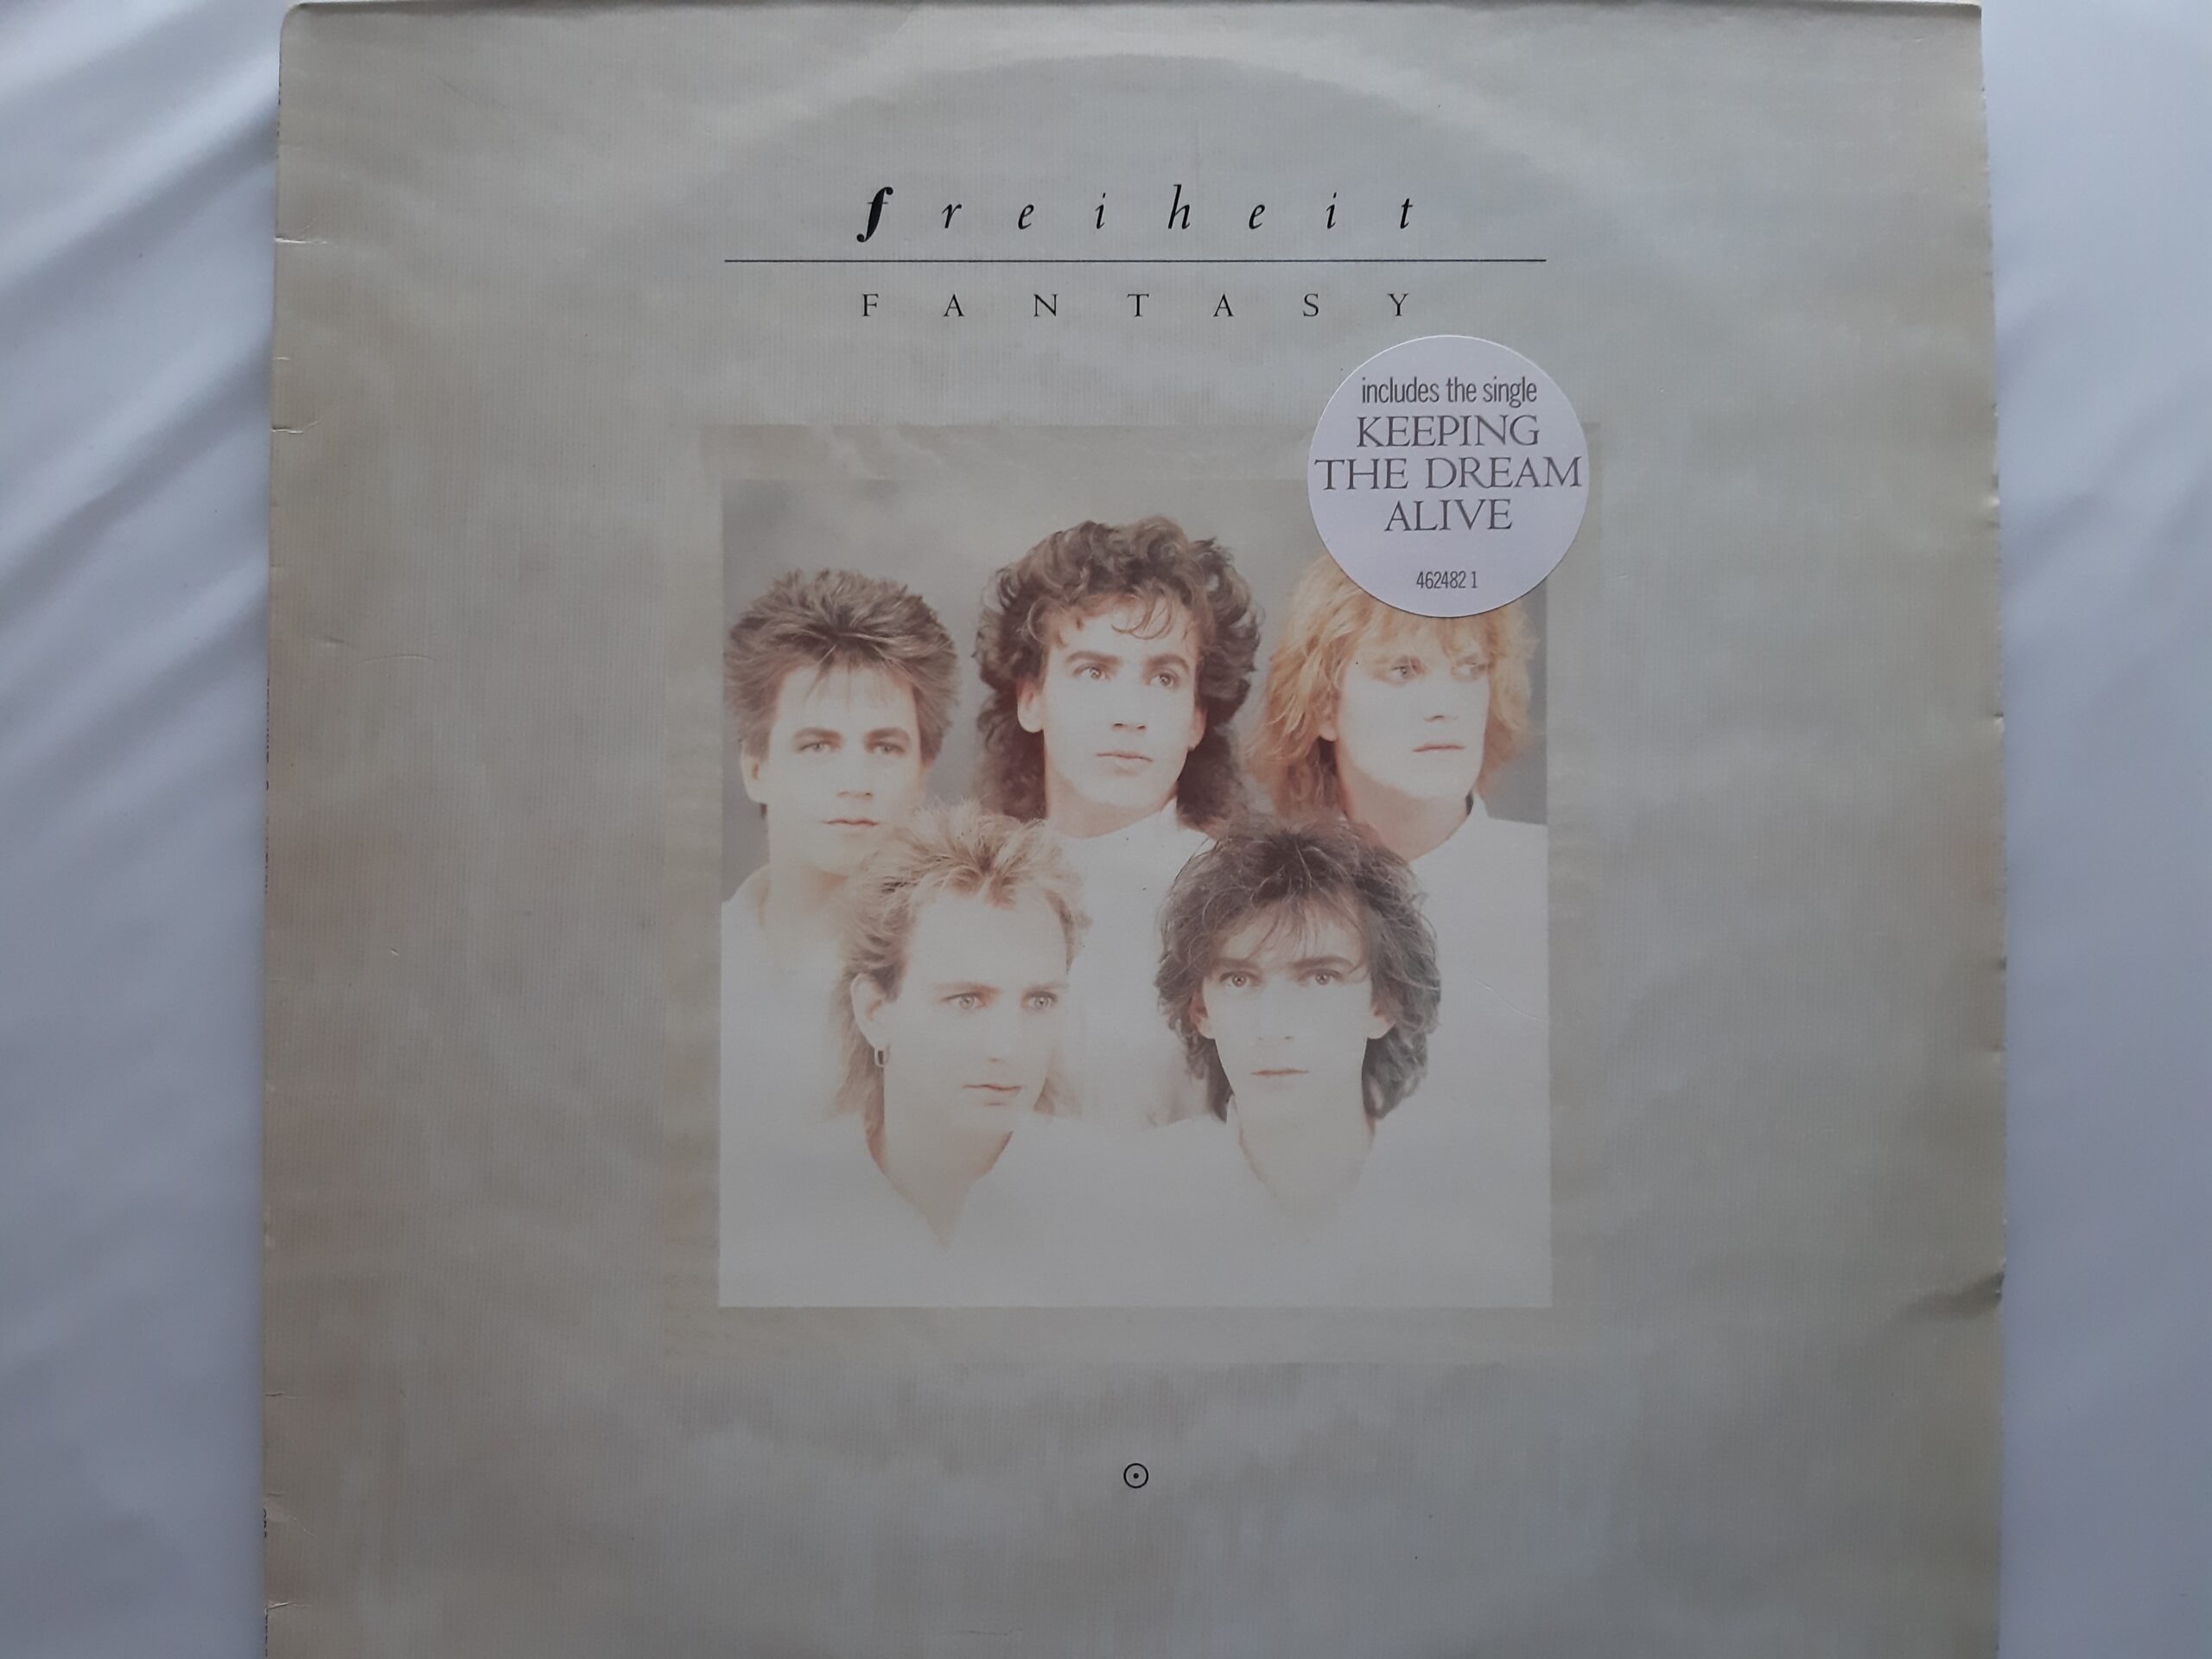 freiheit
FANTASY
includes the single
KEEPING
THE DREAM
ALIVE
462482 1